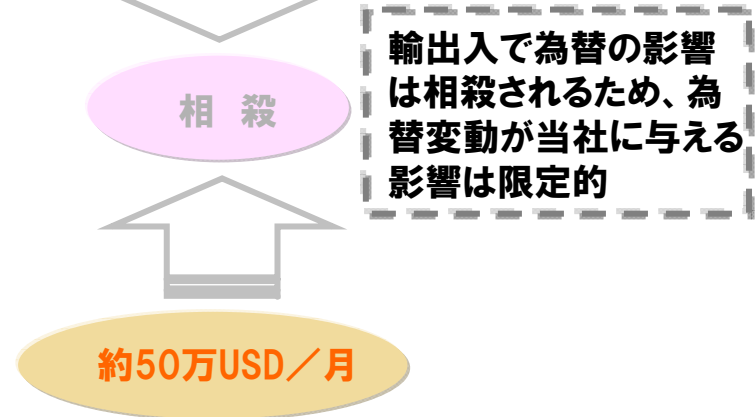 輸出入で為替の影響
は相殺されるため、為
替変動が当社に与える
影響は限定的
相 殺
約50万USD／月